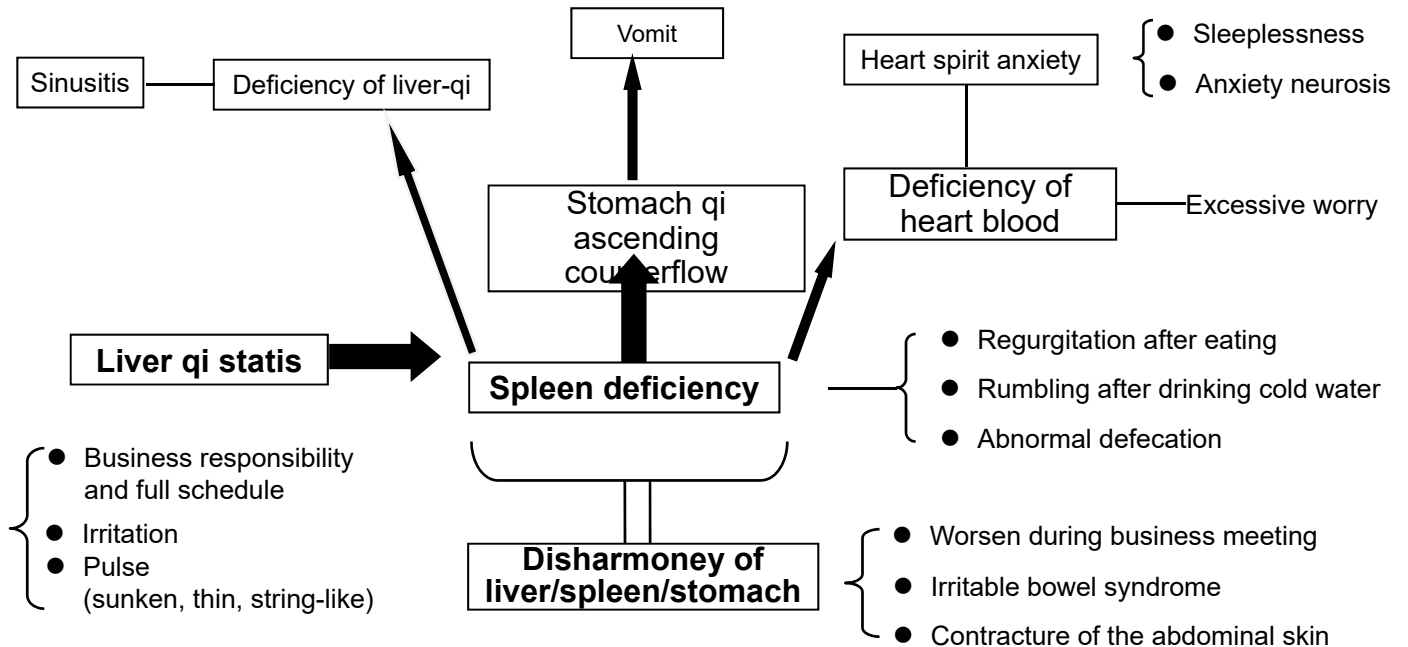 Vomit
Heart spirit anxiety
● Sleeplessness
● Anxiety neurosis
Sinusitis
Deficiency of liver-qi
Stomach qi
ascending
counterflow
Deficiency of
heart blood
Excessive worry
Liver qi statis
Spleen deficiency
● Regurgitation after eating
● Rumbling after drinking cold water
● Abnormal defecation
● Business responsibility
and full schedule
● Irritation
● Pulse
(sunken, thin, string-like)
Disharmoney of
liver/spleen/stomach
● Worsen during business meeting
● Irritable bowel syndrome
● Contracture of the abdominal skin